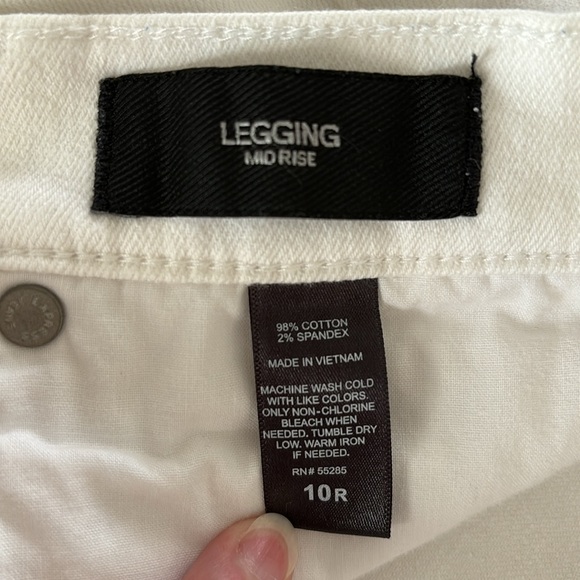 LEGGING
MID RISE
EXPRESS
98% COTTON
2% SPANDEX
MADE IN VIETNAM
MACHINE WASH COLD
WITH LIKE COLORS.
ONLY NON-CHLORINE
BLEACH WHEN
NEEDED. TUMBLE DRY
LOW. WARM IRON
IF NEEDED.
RN# 55285
10R